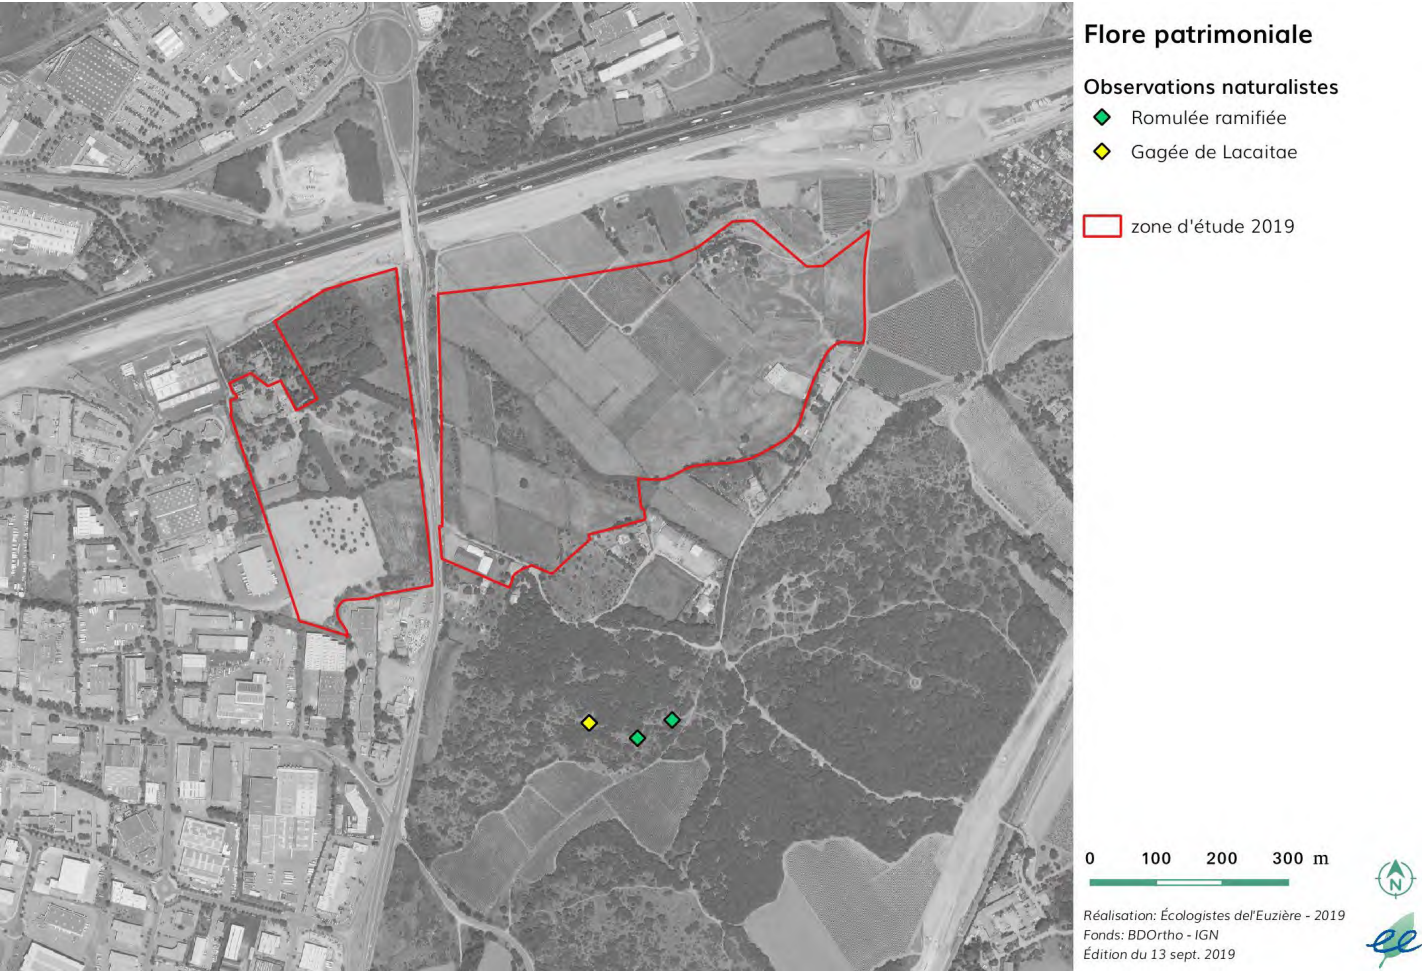 Flore patrimoniale
Observations naturalistes
Romulée ramifiée
Gagée de Lacaitae
zone d'étude 2019
0 100 200 300 m
N
Réalisation: Écologistes del'Euzière - 2019
Fonds: BDOrtho - IGN
Édition du 13 sept. 2019
ee